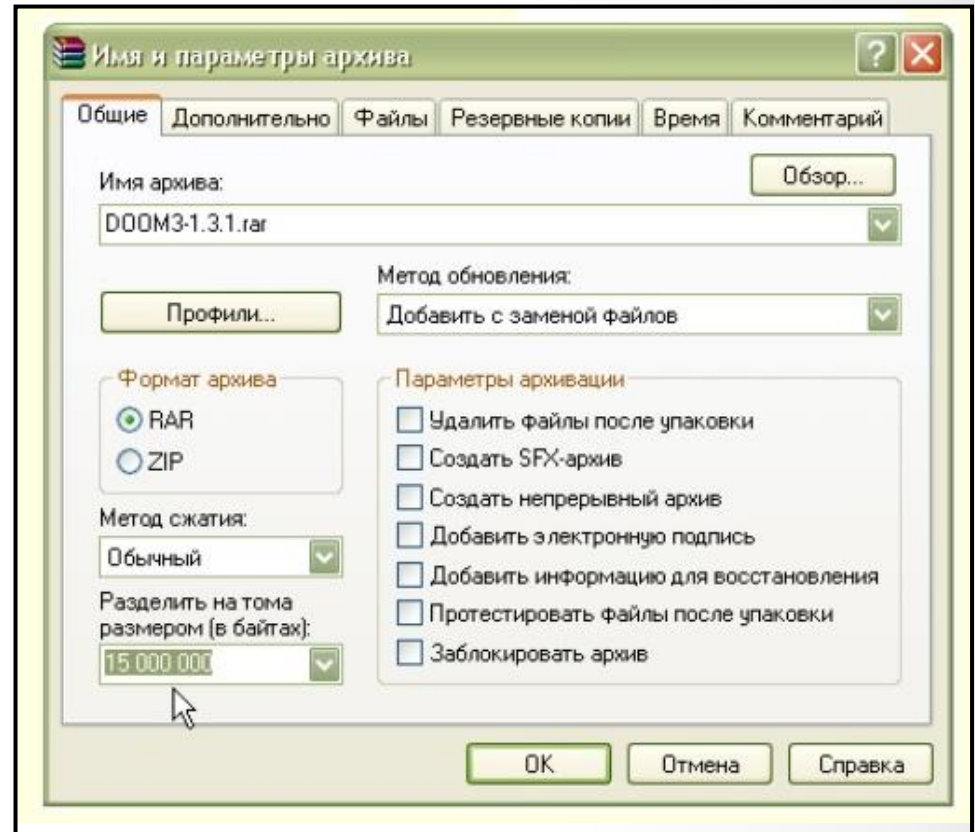 Имя и параметры архива
Общие Дополнительно Файлы Резервные копии Время Комментарий
Имя архива:
Обзор...
DOOM3-1.3.1.rar
Метод обновления:
Профили...
Добавить с заменой файлов
Формат архива
RAR
ZIP
Метод сжатия:
Обычный
Разделить на тома
размером (в байтах):
15 000 000
Параметры архивации
Удалить файлы после упаковки
Создать SFX-архив
Создать непрерывный архив
Добавить электронную подпись
Добавить информацию для восстановления
Протестировать файлы после упаковки
Заблокировать архив
OK Отмена Справка